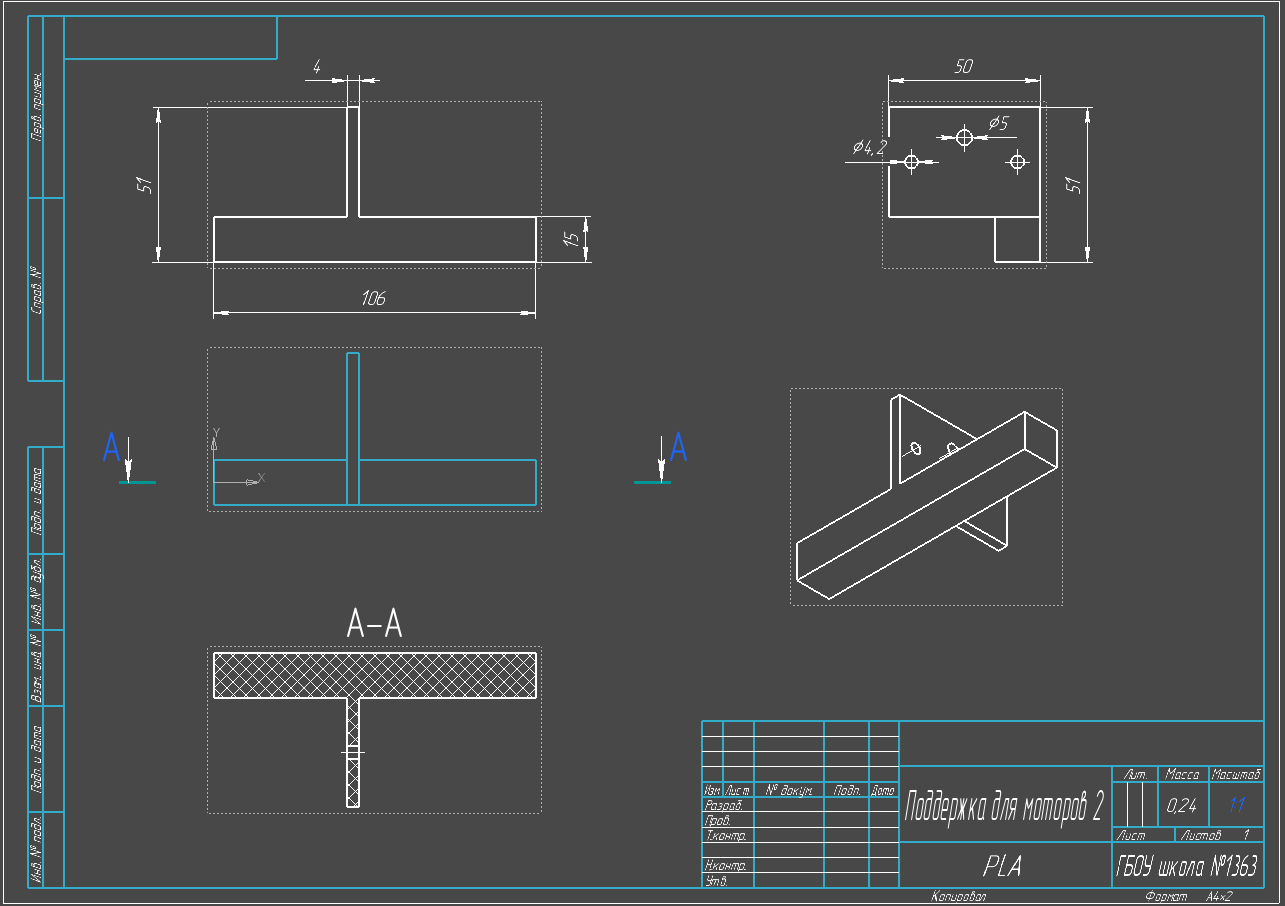 4
51
15
106
50
⌀5
⌀4,2
51
Y
X
А
А
А-А
Перв. примен.
Справ. №
Подп. и дата
Инв. № дубл.
Взам. инв. №
Подп. и дата
Инв. № подл.
Изм Лист № докум. Подп. Дата
Разраб.
Пров.
Т.контр.
Н.контр.
Утв.
Поддержка для моторов 2
PLA
Лит. Масса Масштаб
0,24 1:1
Лист Листов 1
ГБОУ школа №1363
Копировал Формат А4х2